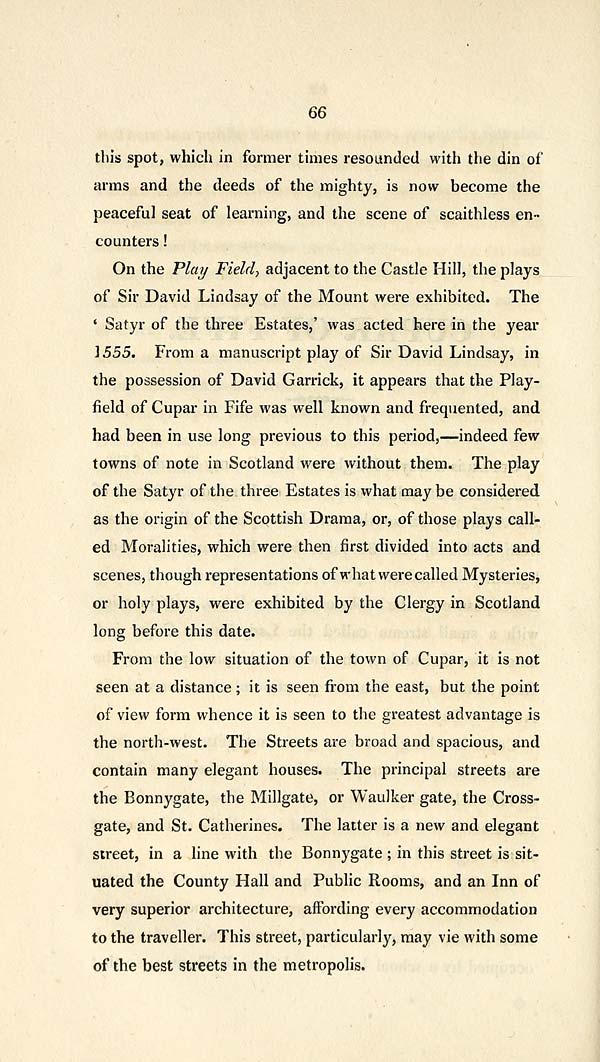 66
this spot, which in former times resounded with the din of
arms and the deeds of the mighty, is now become the
peaceful seat of learning, and the scene of scaithless en-
counters !
On the Play Field, adjacent to the Castle Hill, the plays
of Sir David Lindsay of the Mount were exhibited. The
‘ Satyr of the three Estates,’ was acted here in the year
1555. From a manuscript play of Sir David Lindsay, in
the possession of David Garrick, it appears that the Play-
field of Cupar in Fife was well known and frequented, and
had been in use long previous to this period,—indeed few
towns of note in Scotland were without them. The play
of the Satyr of the three Estates is what may be considered
as the origin of the Scottish Drama, or, of those plays call-
ed Moralities, which were then first divided into acts and
scenes, though representations of what were called Mysteries,
or holy plays, were exhibited by the Clergy in Scotland
long before this date.
From the low situation of the town of Cupar, it is not
seen at a distance ; it is seen from the east, but the point
of view form whence it is seen to the greatest advantage is
the north-west. The Streets are broad and spacious, and
contain many elegant houses. The principal streets are
the Bonnygate, the Millgate, or Waulker gate, the Cross-
gate, and St. Catherines. The latter is a new and elegant
street, in a line with the Bonnygate ; in this street is sit-
uated the County Hall and Public Rooms, and an Inn of
very superior architecture, affording every accommodation
to the traveller. This street, particularly, may vie with some
of the best streets in the metropolis.